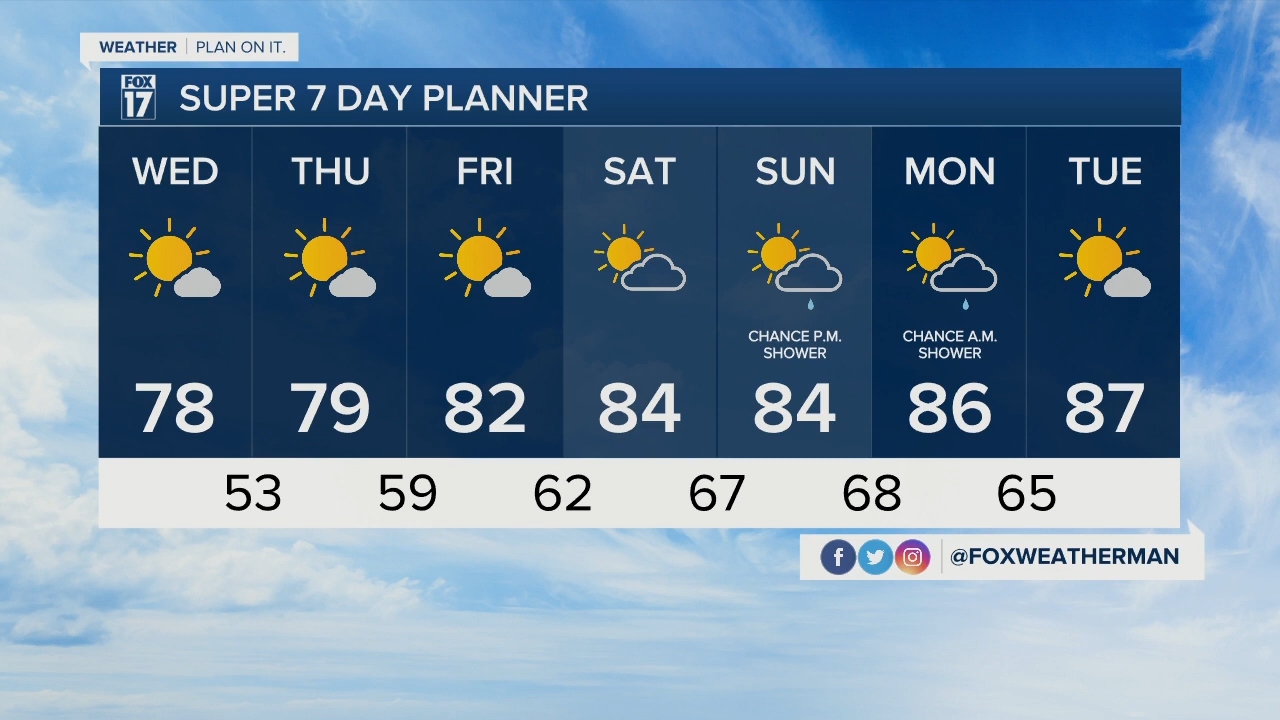 WEATHER | PLAN ON IT.
FOX 17
SUPER 7 DAY PLANNER
WED THU FRI SAT SUN MON TUE
CHANCE P.M. SHOWER
CHANCE A.M. SHOWER
78 79 82 84 84 86 87
53 59 62 67 68 65
@FOXWEATHERMAN